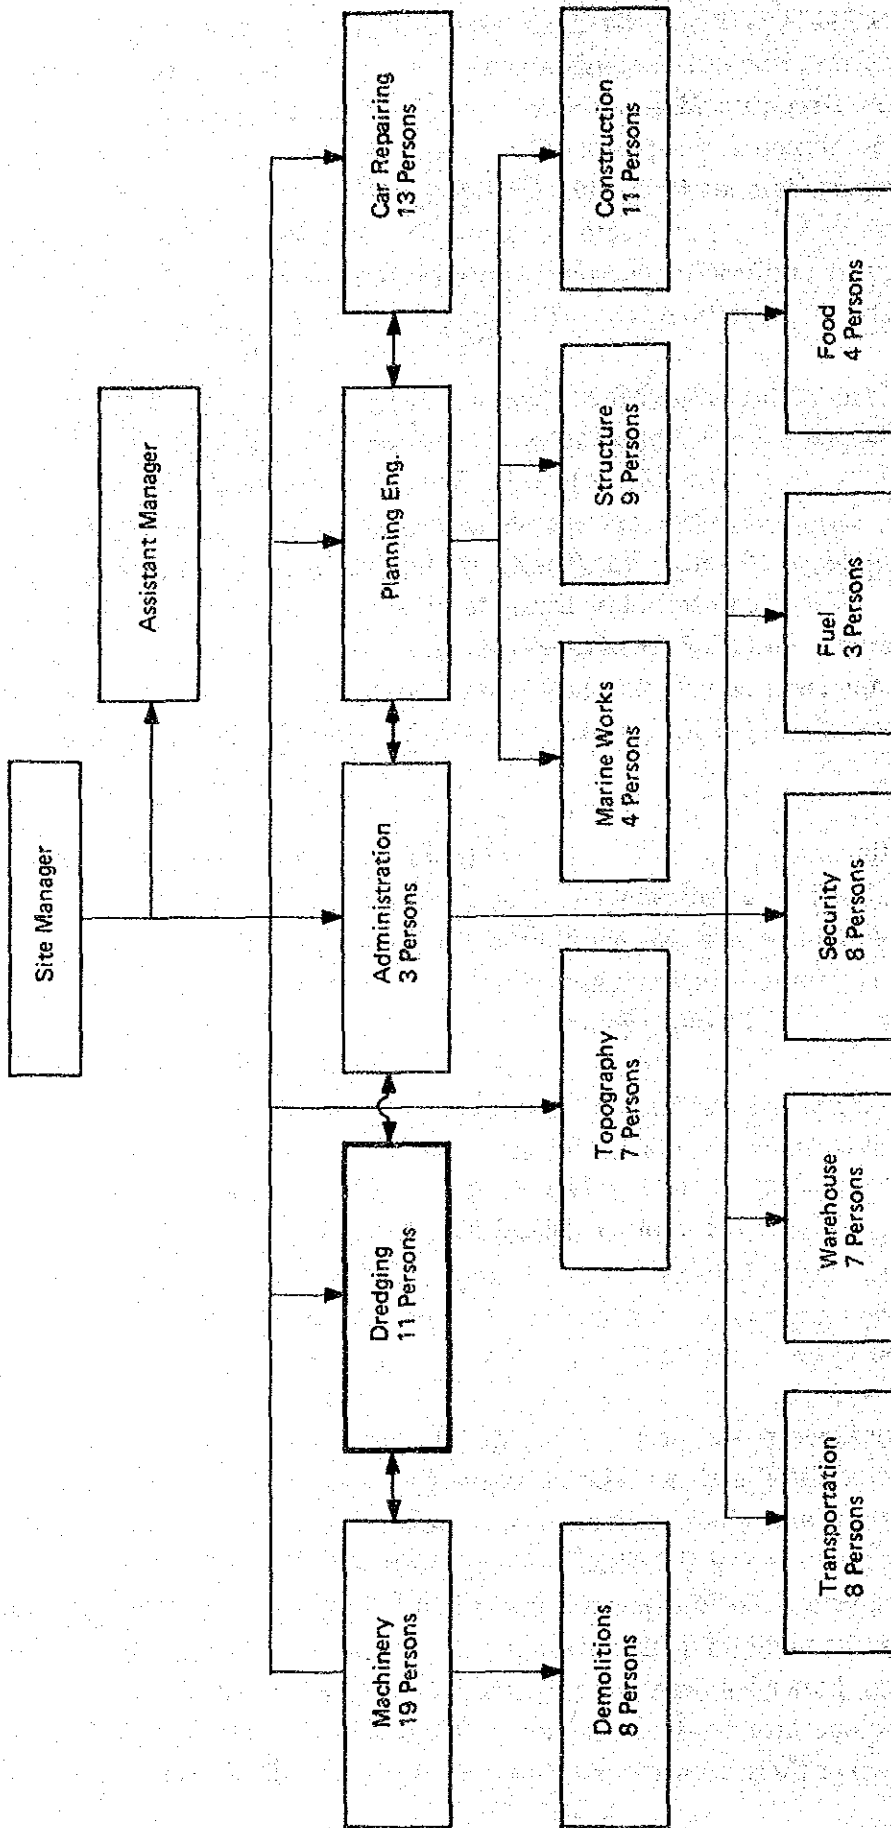 Site Manager
Assistant Manager
Machinery
19 Persons
Dredging
11 Persons
Administration
3 Persons
Planning Eng.
Car Repairing
13 Persons
Demolitions
8 Persons
Topography
7 Persons
Marine Works
4 Persons
Structure
9 Persons
Construction
11 Persons
Transportation
8 Persons
Warehouse
7 Persons
Security
8 Persons
Fuel
3 Persons
Food
4 Persons